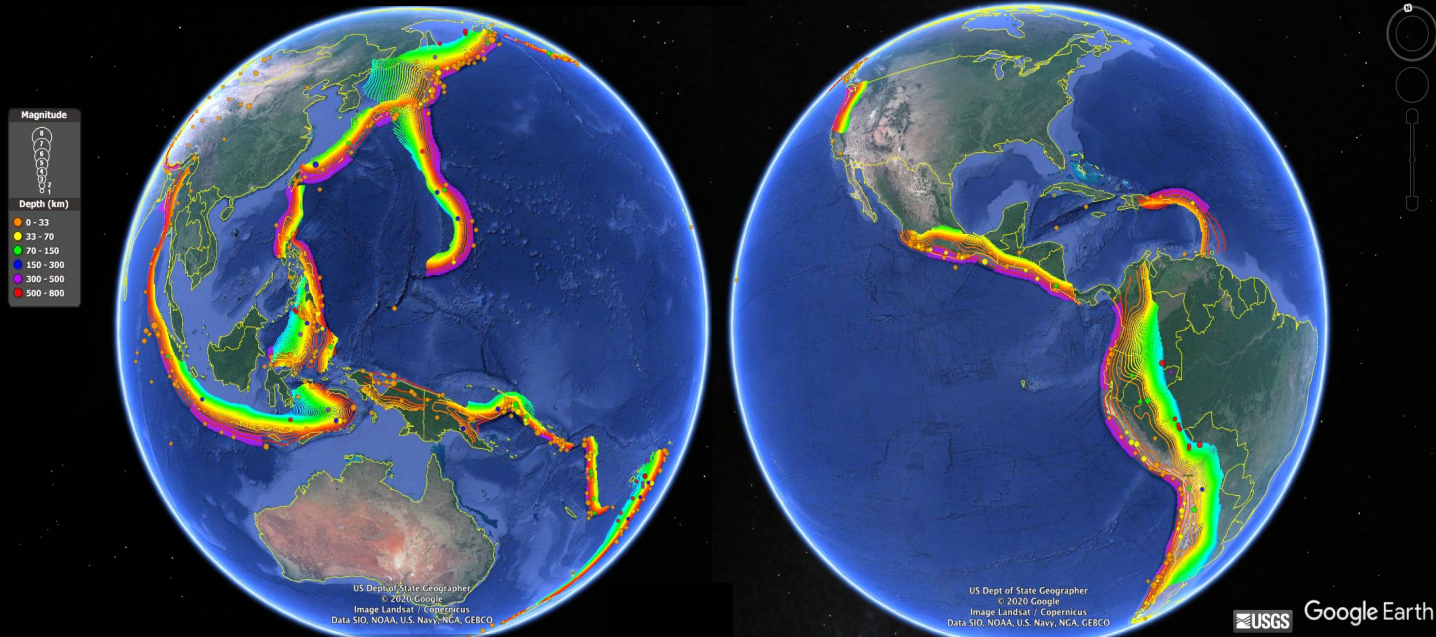 Magnitude
8
7
6
5
4
3
2
1
Depth (km)
0 - 33
33 - 70
70 - 150
150 - 300
300 - 500
500 - 800
US Dept of State Geographer
© 2020 Google
Image Landsat / Copernicus
Data SIO, NOAA, U.S. Navy, NGA, GEBCO
N
US Dept of State Geographer
© 2020 Google
Image Landsat / Copernicus
Data SIO, NOAA, U.S. Navy, NGA, GEBCO
USGS
Google Earth